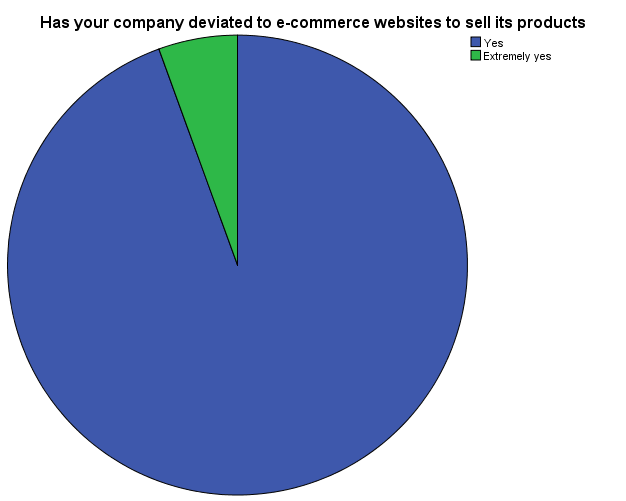 Has your company deviated to e-commerce websites to sell its products
Yes
Extremely yes